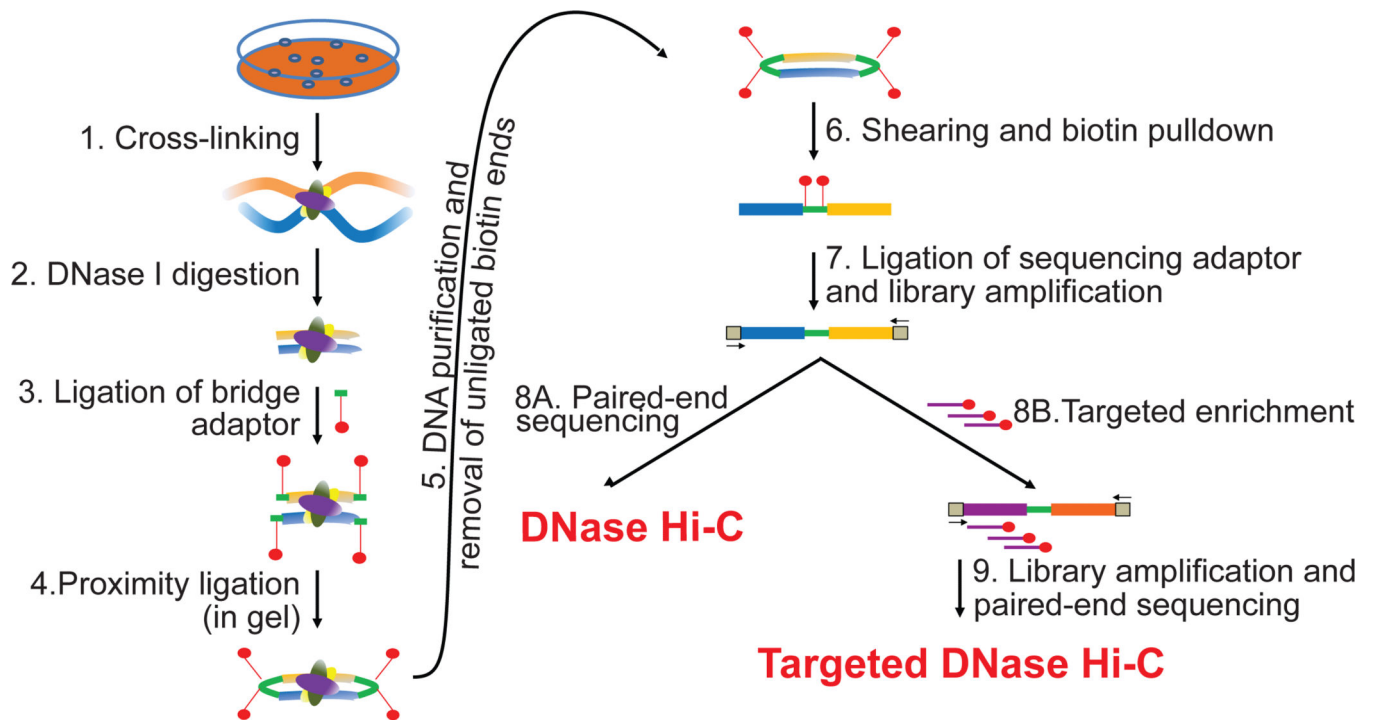 1. Cross-linking
2. DNase I digestion
3. Ligation of bridge
adaptor
4.Proximity ligation
(in gel)
5. DNA purification and
removal of unligated biotin ends
6. Shearing and biotin pulldown
7. Ligation of sequencing adaptor
and library amplification
8A. Paired-end
sequencing
DNase Hi-C
8B.Targeted enrichment
9. Library amplification and
paired-end sequencing
Targeted DNase Hi-C